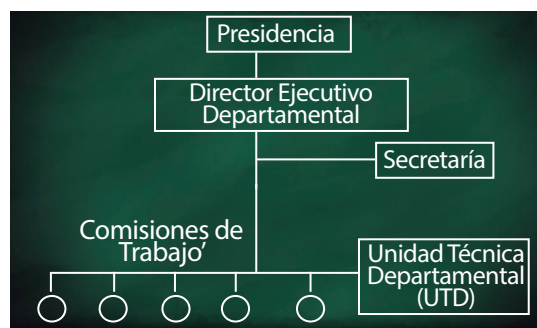 Presidencia
Director Ejecutivo
Departamental
Secretaría
Comisiones de
Trabajo’
Unidad Técnica
Departamental
(UTD)